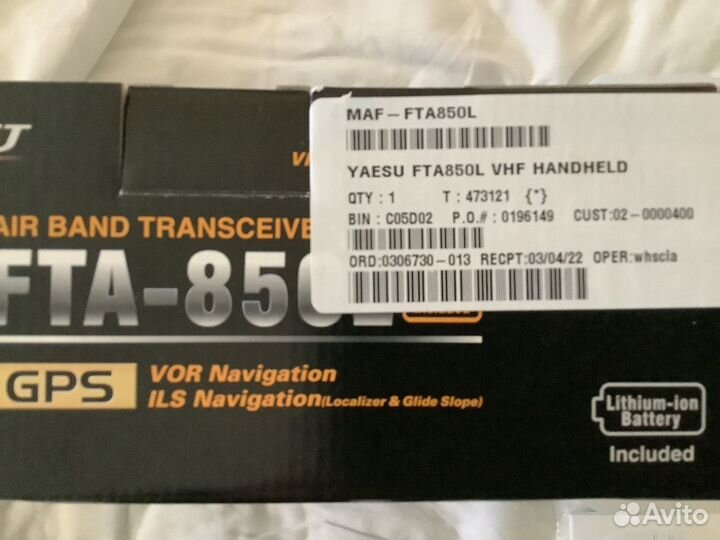 MAF-FTA850L
YAESU FTA850L VHF HANDHELD
QTY : 1 T : 473121 {*}
BIN : C05D02 P.O.# : 0196149 CUST:02-0000400
ORD:0306730-013 RECPT:03/04/22 OPER:whscla
AIR BAND TRANSCEIVE
FTA-850L
GPS
VOR Navigation
ILS Navigation(Localizer & Glide Slope)
Lithium-ion
Battery
Included
Avito